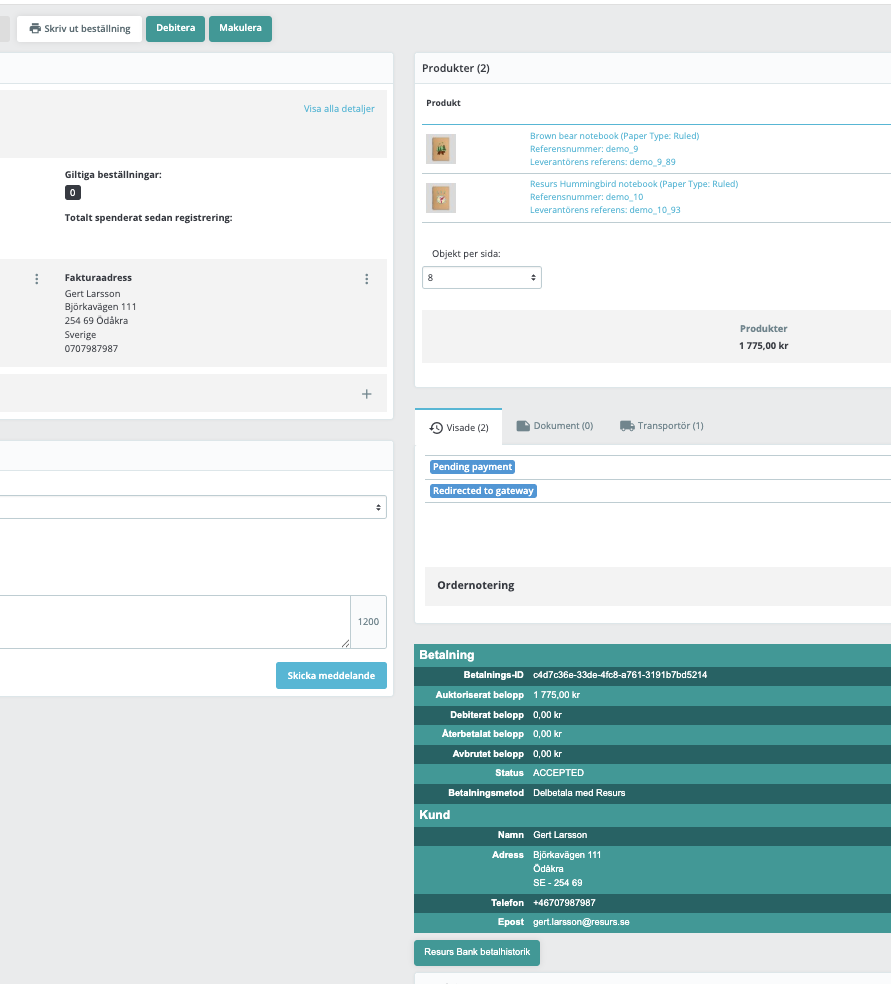 Skriv ut beställning
Debitera
Makulera
Visa alla detaljer
Giltiga beställningar:
0
Totalt spenderat sedan registrering:
Fakturaadress
Gert Larsson
Björkavägen 111
254 69 Ödåkra
Sverige
0707987987
1200
Skicka meddelande
Produkter (2)
Produkt
Brown bear notebook (Paper Type: Ruled)
Referensnummer: demo_9
Leverantörens referens: demo_9_89
Resurs Hummingbird notebook (Paper Type: Ruled)
Referensnummer: demo_10
Leverantörens referens: demo_10_93
Objekt per sida:
8
Produkter
1 775,00 kr
Visade (2)
Dokument (0)
Transportör (1)
Pending payment
Redirected to gateway
Ordernotering
Betalning
Betalnings-ID c4d7c36e-33de-4fc8-a761-3191b7bd5214
Auktoriserat belopp 1 775,00 kr
Debiterat belopp 0,00 kr
Återbetalat belopp 0,00 kr
Avbrutet belopp 0,00 kr
Status ACCEPTED
Betalningsmetod Delbetala med Resurs
Kund
Namn Gert Larsson
Adress Björkavägen 111
Ödåkra
SE - 254 69
Telefon +46707987987
Epost gert.larsson@resurs.se
Resurs Bank betalhistorik